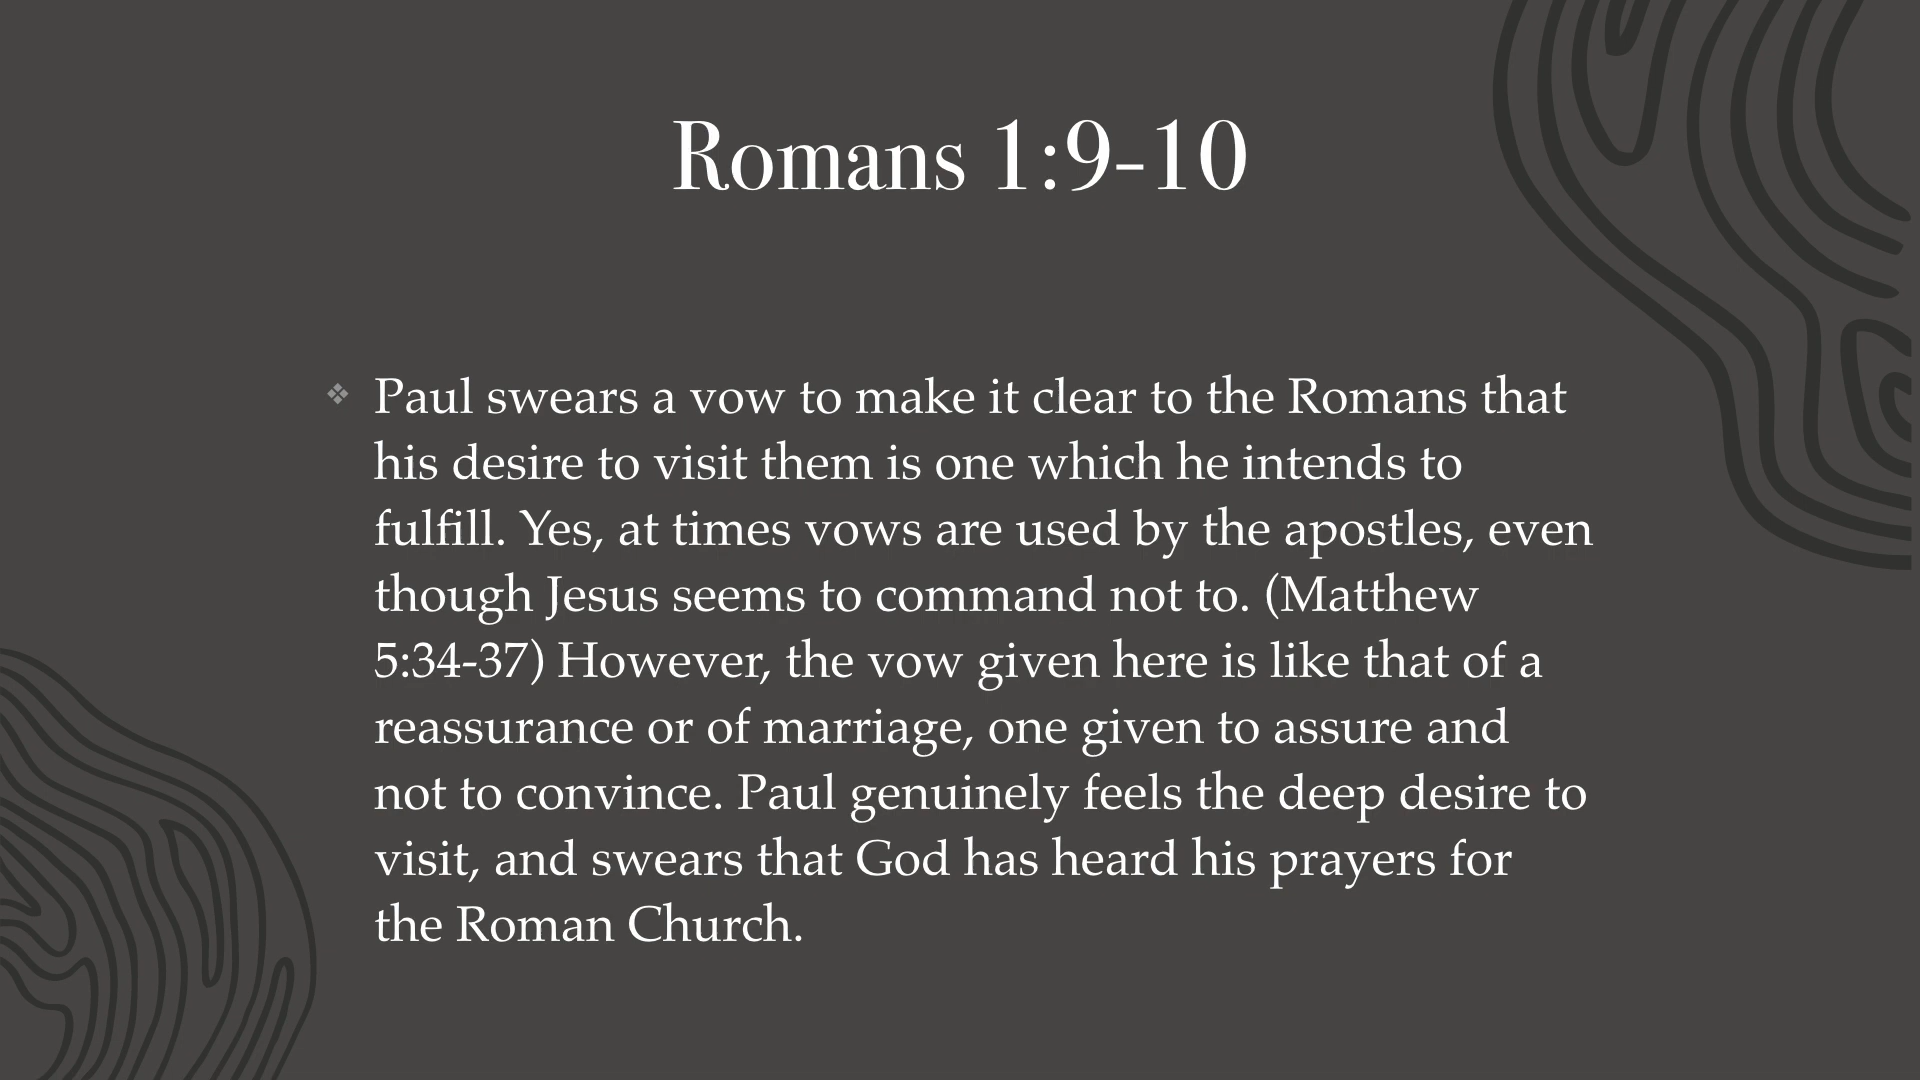 Romans 1:9-10
❖ Paul swears a vow to make it clear to the Romans that
his desire to visit them is one which he intends to
fulfill. Yes, at times vows are used by the apostles, even
though Jesus seems to command not to. (Matthew
5:34-37) However, the vow given here is like that of a
reassurance or of marriage, one given to assure and
not to convince. Paul genuinely feels the deep desire to
visit, and swears that God has heard his prayers for
the Roman Church.